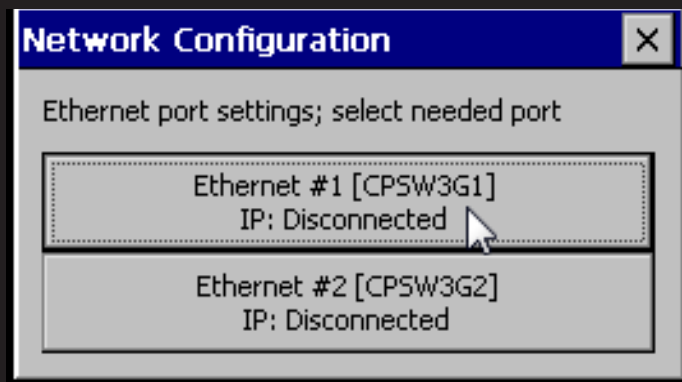 Network Configuration
Ethernet port settings; select needed port
Ethernet #1 [CPSW3G1]
IP: Disconnected
Ethernet #2 [CPSW3G2]
IP: Disconnected